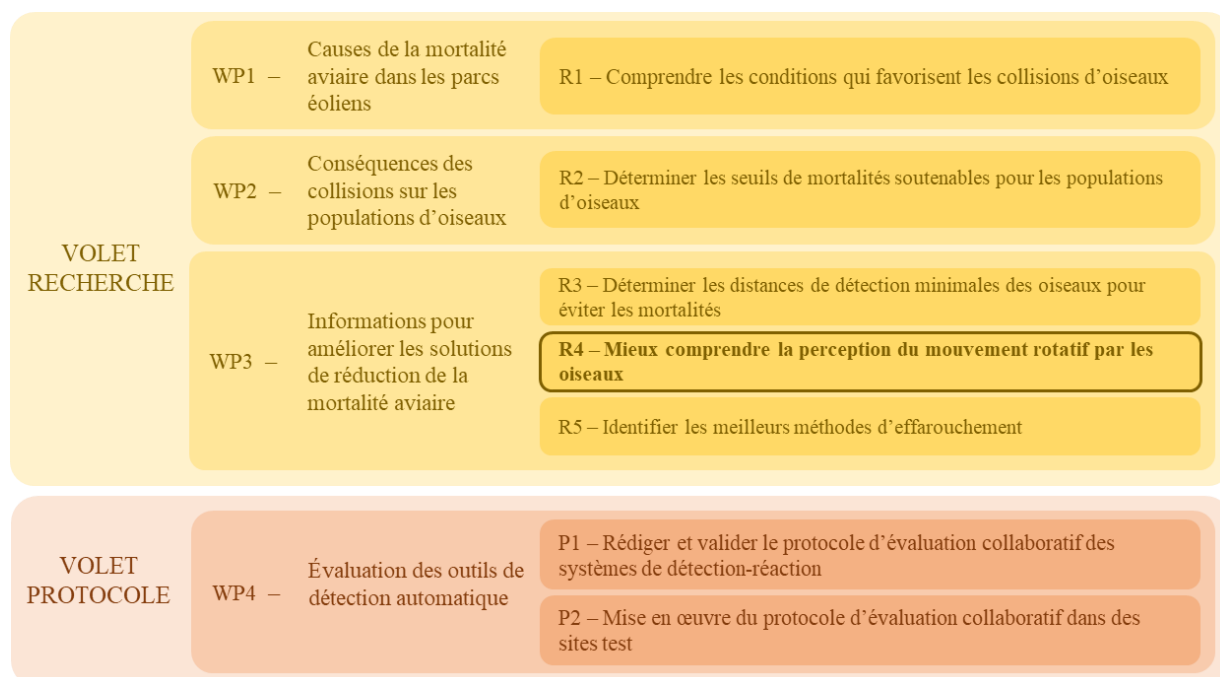 VOLET
RECHERCHE
WP1 –
Causes de la mortalité
aviaire dans les parcs
éoliens
R1 – Comprendre les conditions qui favorisent les collisions d’oiseaux
WP2 –
Conséquences des
collisions sur les
populations d’oiseaux
R2 – Déterminer les seuils de mortalités soutenables pour les populations
d’oiseaux
WP3 –
Informations pour
améliorer les solutions
de réduction de la
mortalité aviaire
R3 – Déterminer les distances de détection minimales des oiseaux pour
éviter les mortalités
R4 – Mieux comprendre la perception du mouvement rotatif par les
oiseaux
R5 – Identifier les meilleurs méthodes d’effarouchement
VOLET
PROTOCOLE
WP4 –
Évaluation des outils de
détection automatique
P1 – Rédiger et valider le protocole d’évaluation collaboratif des
systèmes de détection-réaction
P2 – Mise en œuvre du protocole d’évaluation collaboratif dans des
sites test